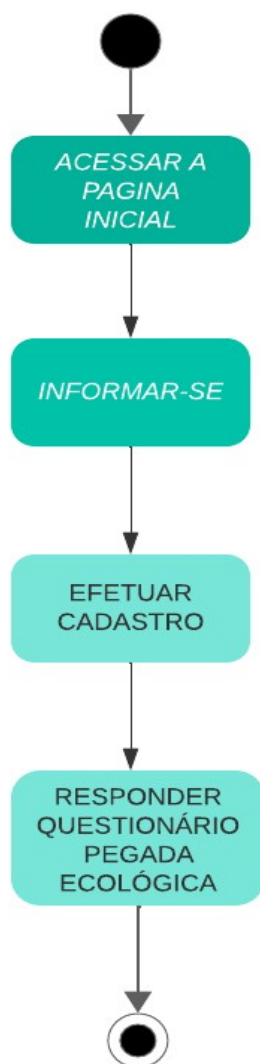 ACESSAR A
PAGINA
INICIAL
INFORMAR-SE
EFETUAR
CADASTRO
RESPONDER
QUESTIONÁRIO
PEGADA
ECOLÓGICA